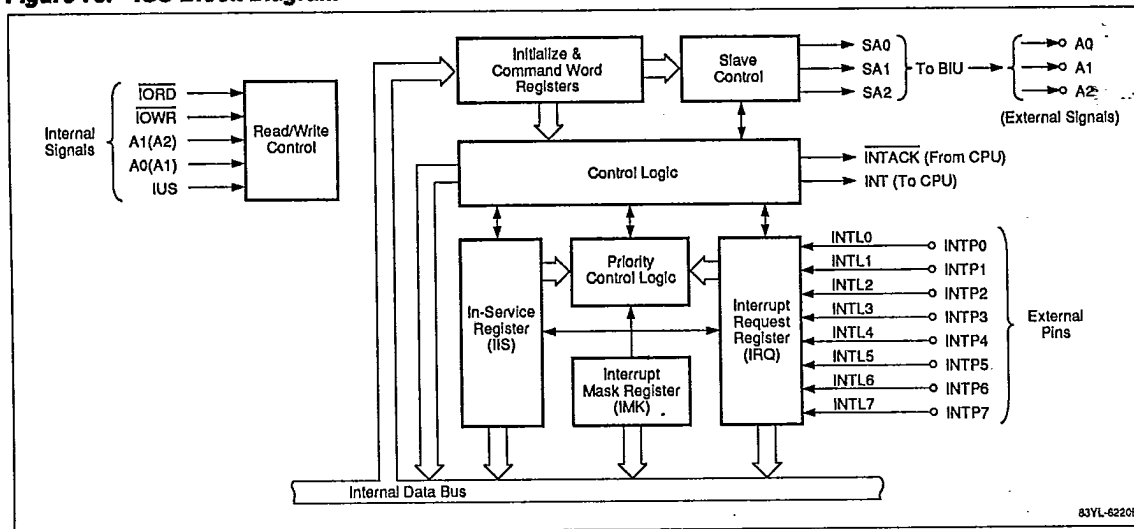 Initialize &
Command Word
Registers
Slave
Control
SA0
SA1
SA2
To BIU
A0
A1
A2
(External Signals)
Internal
Signals
IORD
IOWR
A1(A2)
A0(A1)
IUS
Read/Write
Control
Control Logic
INTACK (From CPU)
INT (To CPU)
In-Service
Register
(IIS)
Priority
Control Logic
Interrupt
Mask Register
(IMK)
Interrupt
Request
Register
(IRQ)
INTL0
INTL1
INTL2
INTL3
INTL4
INTL5
INTL6
INTL7
INTP0
INTP1
INTP2
INTP3
INTP4
INTP5
INTP6
INTP7
External
Pins
Internal Data Bus